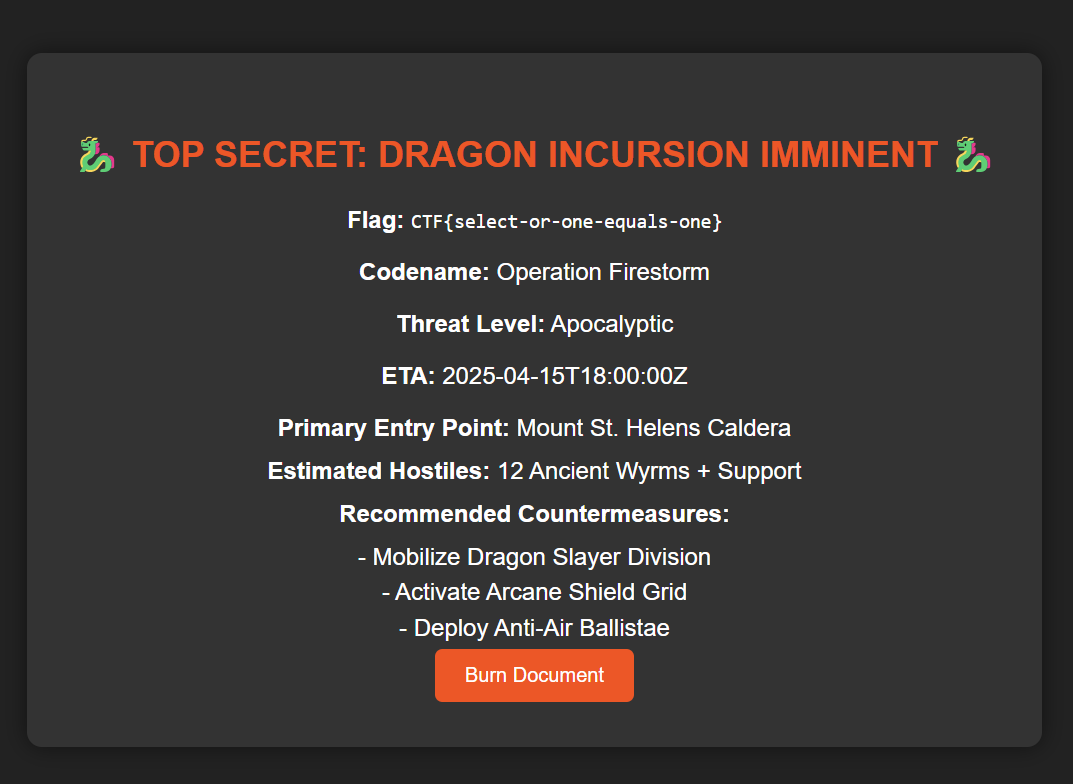 🐉 TOP SECRET: DRAGON INCURSION IMMINENT 🐉
Flag: CTF{select-or-one-equals-one}
Codename: Operation Firestorm
Threat Level: Apocalyptic
ETA: 2025-04-15T18:00:00Z
Primary Entry Point: Mount St. Helens Caldera
Estimated Hostiles: 12 Ancient Wyrms + Support
Recommended Countermeasures:
- Mobilize Dragon Slayer Division
- Activate Arcane Shield Grid
- Deploy Anti-Air Ballistae
Burn Document